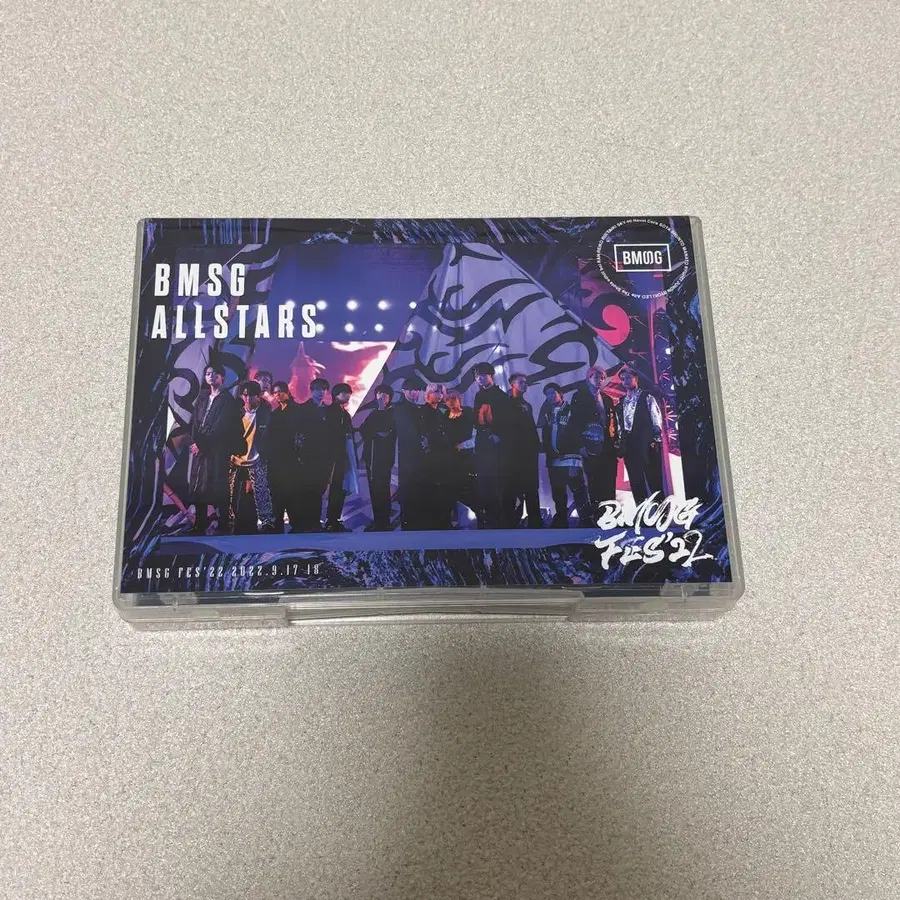 BMSG
ALLSTARS
BMSG
BMSG
FES'22
BMSG FES'22 2022.9.17-18